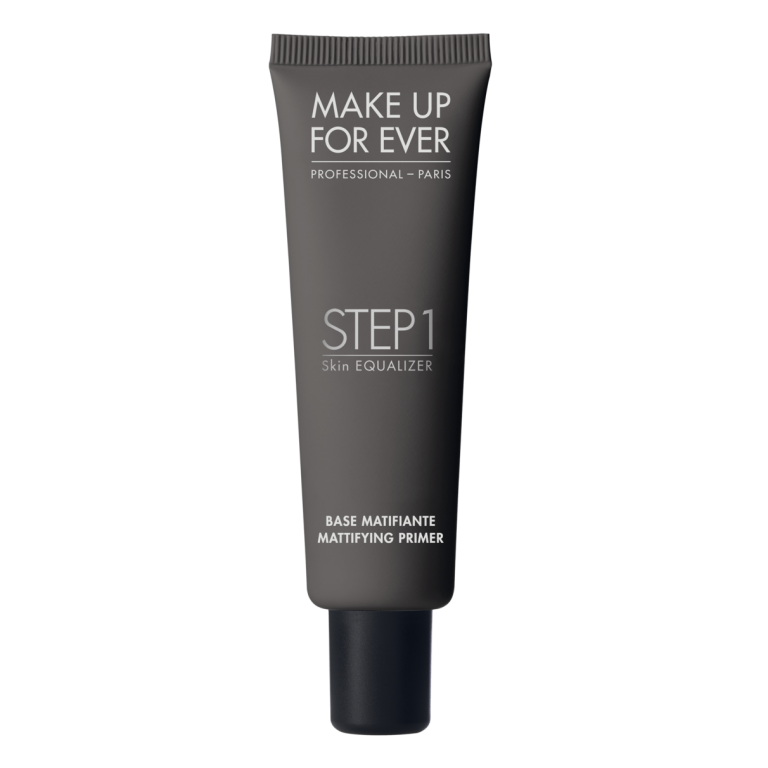 MAKE UP
FOR EVER
PROFESSIONAL – PARIS
STEP 1
Skin EQUALIZER
BASE MATIFIANTE
MATTIFYING PRIMER